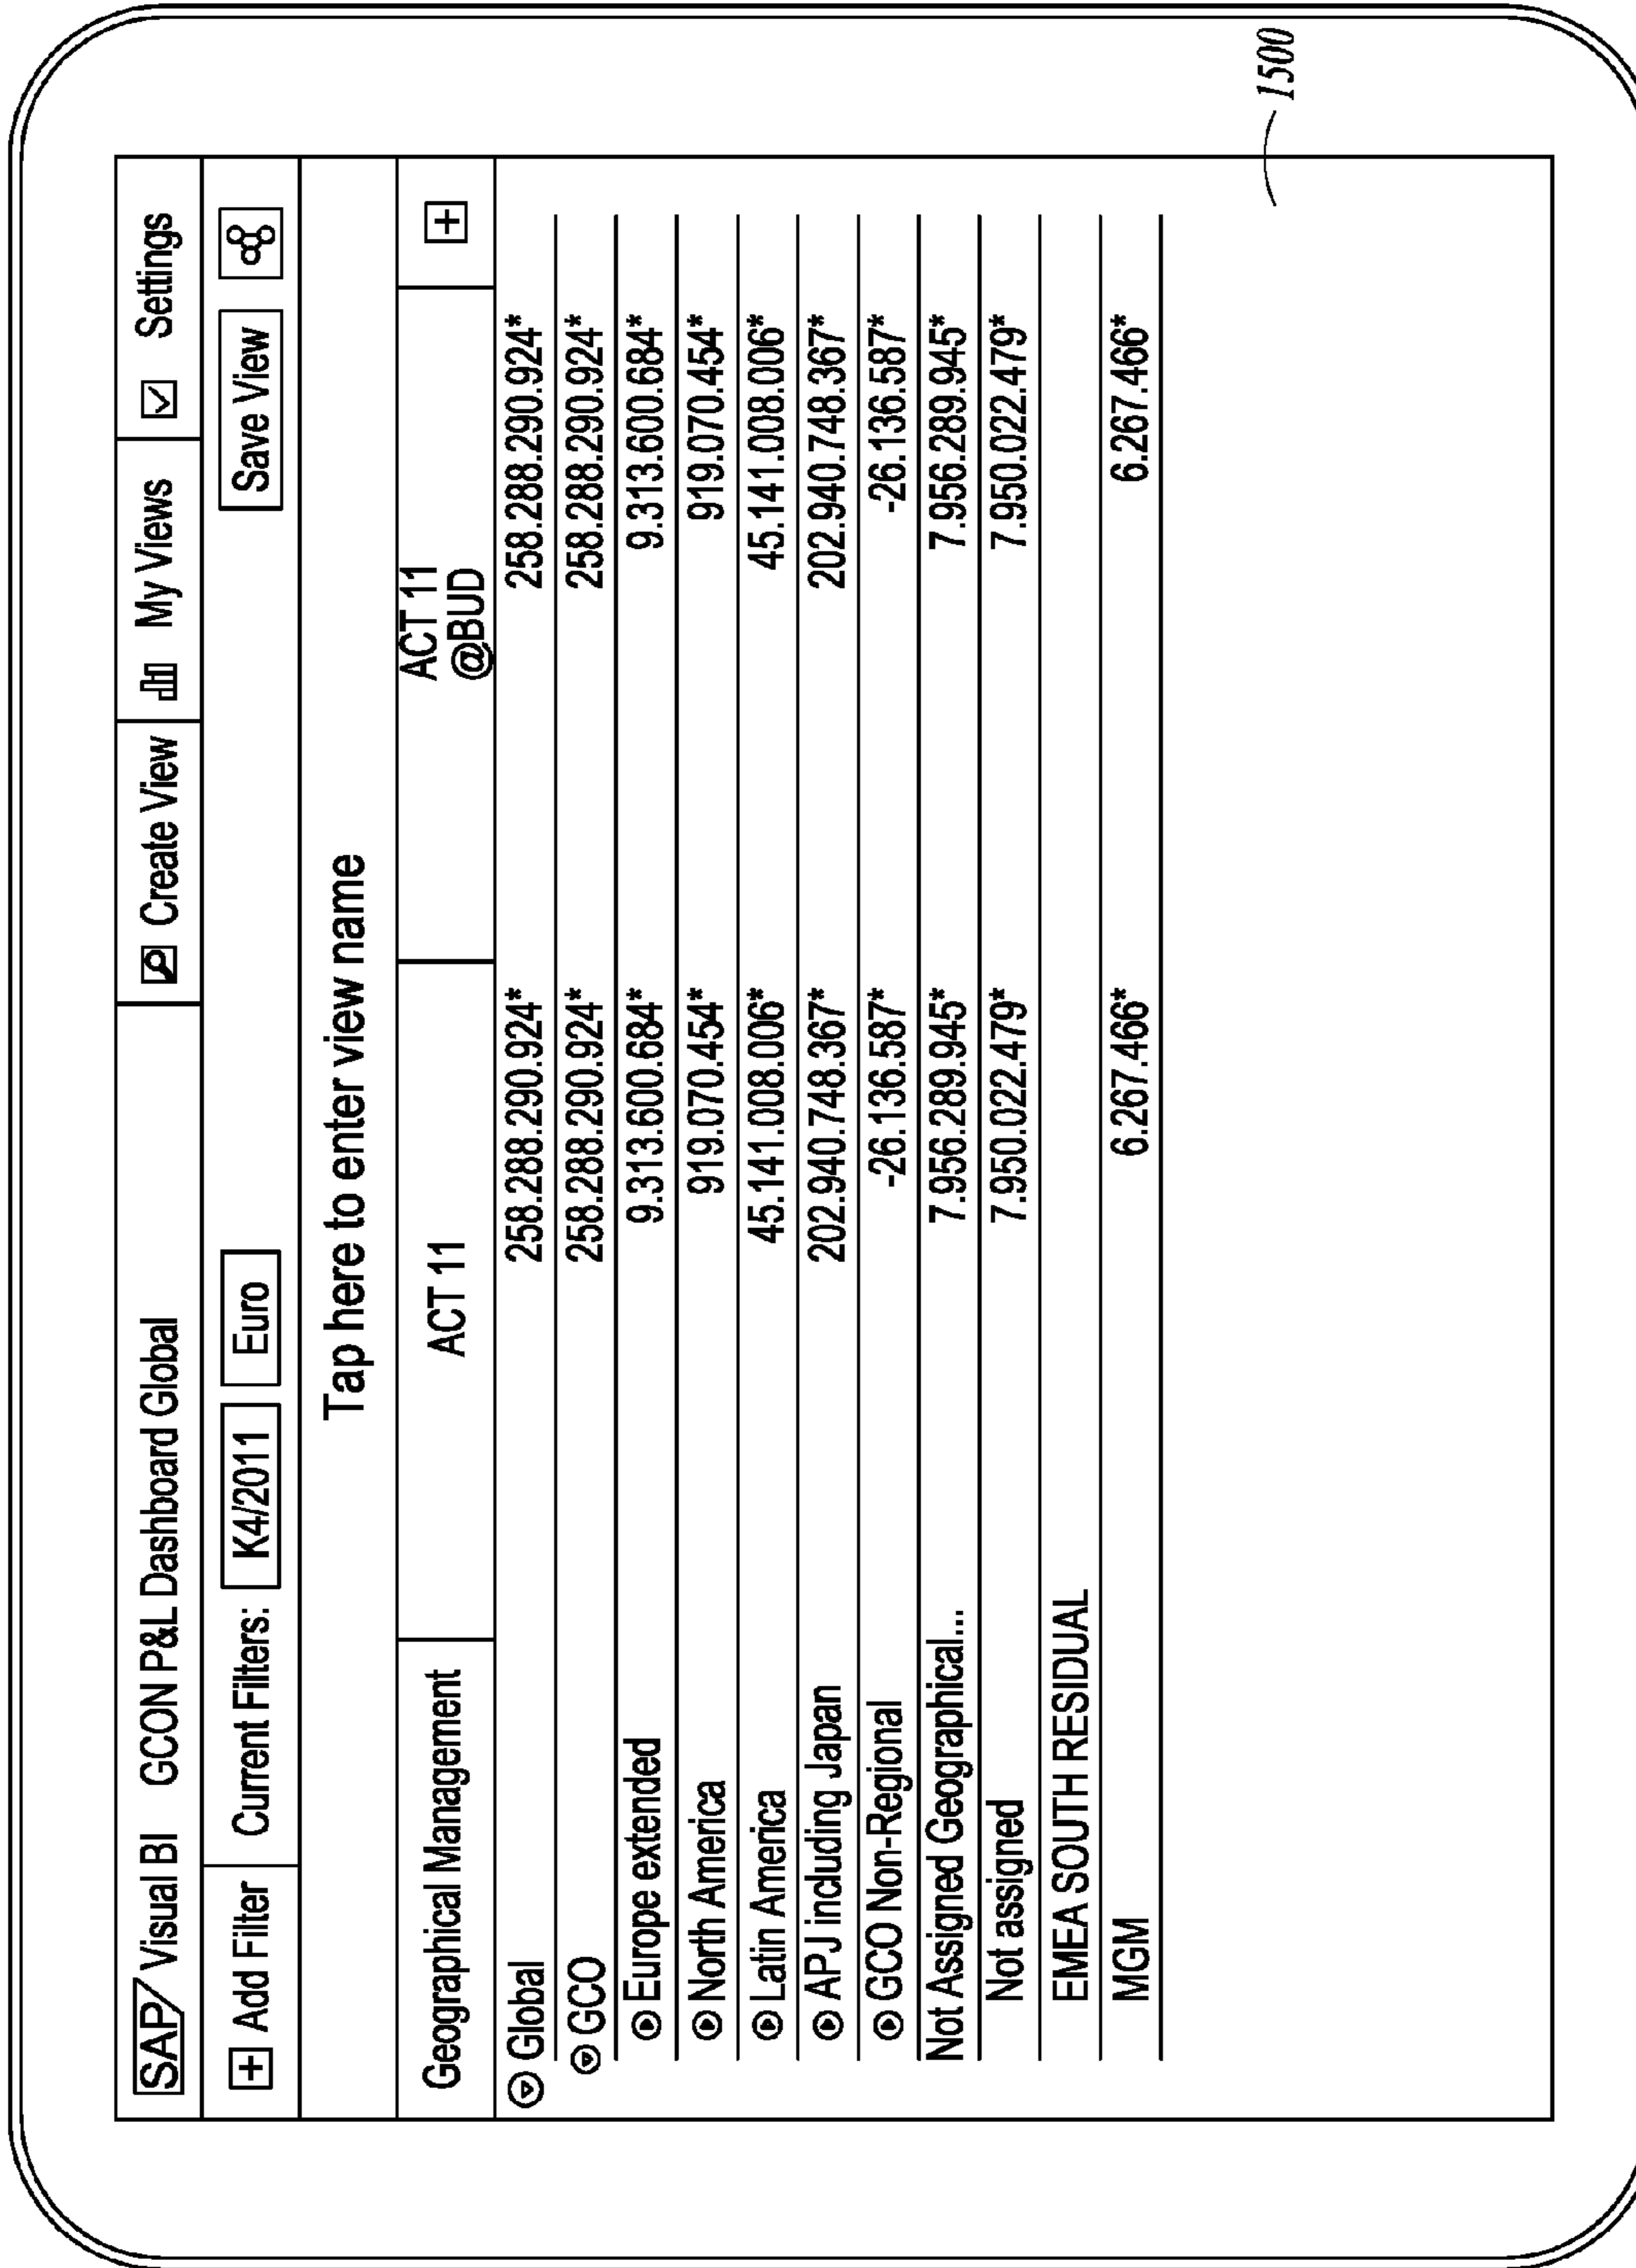 SAP Visual BI GCON P&L Dashboard Global Create View My Views Settings
Add Filter Current Filters: K4/2011 Euro Save View
Tap here to enter view name
Geographical Management ACT 11 ACT 11 @BUD
Global 258.288.290.924* 258.288.290.924*
GCO 258.288.290.924* 258.288.290.924*
Europe extended 9.313.600.684* 9.313.600.684*
North America 919.070.454* 919.070.454*
Latin America 45.141.008.006* 45.141.008.006*
APJ including Japan 202.940.748.367* 202.940.748.367*
GCO Non-Regional -26.136.587* -26.136.587*
Not Assigned Geographical... 7.956.289.945* 7.956.289.945*
Not assigned 7.950.022.479* 7.950.022.479*
EMEA SOUTH RESIDUAL
MGM 6.267.466* 6.267.466*
1500